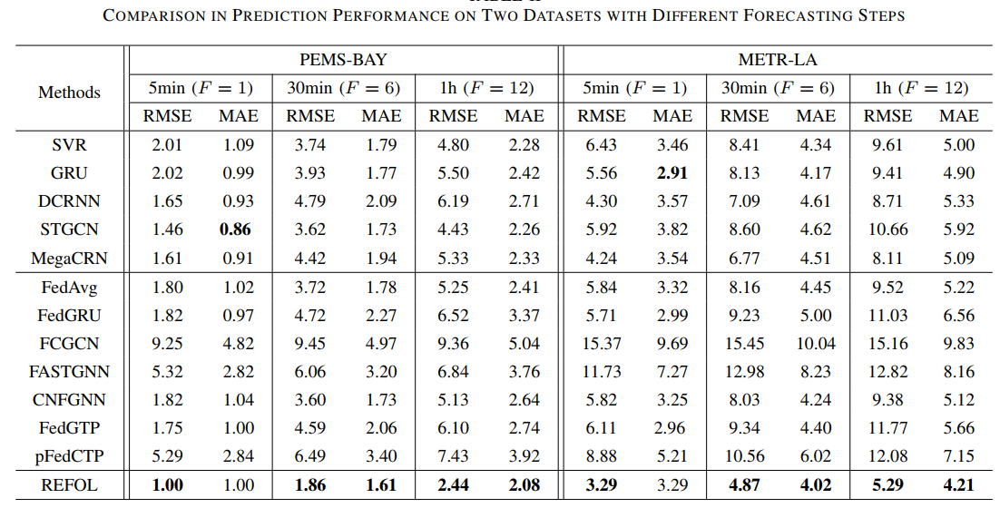 COMPARISON IN PREDICTION PERFORMANCE ON TWO DATASETS WITH DIFFERENT FORECASTING STEPS
Methods PEMS-BAY METR-LA
5min (F = 1) 30min (F = 6) 1h (F = 12) 5min (F = 1) 30min (F = 6) 1h (F = 12)
RMSE MAE RMSE MAE RMSE MAE RMSE MAE RMSE MAE RMSE MAE
SVR 2.01 1.09 3.74 1.79 4.80 2.28 6.43 3.46 8.41 4.34 9.61 5.00
GRU 2.02 0.99 3.93 1.77 5.50 2.42 5.56 2.91 8.13 4.17 9.41 4.90
DCRNN 1.65 0.93 4.79 2.09 6.19 2.71 4.30 3.57 7.09 4.61 8.71 5.33
STGCN 1.46 0.86 3.62 1.73 4.43 2.26 5.92 3.82 8.60 4.62 10.66 5.92
MegaCRN 1.61 0.91 4.42 1.94 5.33 2.33 4.24 3.54 6.77 4.51 8.11 5.09
FedAvg 1.80 1.02 3.72 1.78 5.25 2.41 5.84 3.32 8.16 4.45 9.52 5.22
FedGRU 1.82 0.97 4.72 2.27 6.52 3.37 5.71 2.99 9.23 5.00 11.03 6.56
FCGCN 9.25 4.82 9.45 4.97 9.36 5.04 15.37 9.69 15.45 10.04 15.16 9.83
FASTGNN 5.32 2.82 6.06 3.20 6.84 3.76 11.73 7.27 12.98 8.23 12.82 8.16
CNFGNN 1.82 1.04 3.60 1.73 5.13 2.64 5.82 3.25 8.03 4.24 9.38 5.12
FedGTP 1.75 1.00 4.59 2.06 6.10 2.74 6.11 2.96 9.34 4.40 11.77 5.66
pFedCTP 5.29 2.84 6.49 3.40 7.43 3.92 8.88 5.21 10.56 6.02 12.08 7.15
REFOL 1.00 1.00 1.86 1.61 2.44 2.08 3.29 3.29 4.87 4.02 5.29 4.21